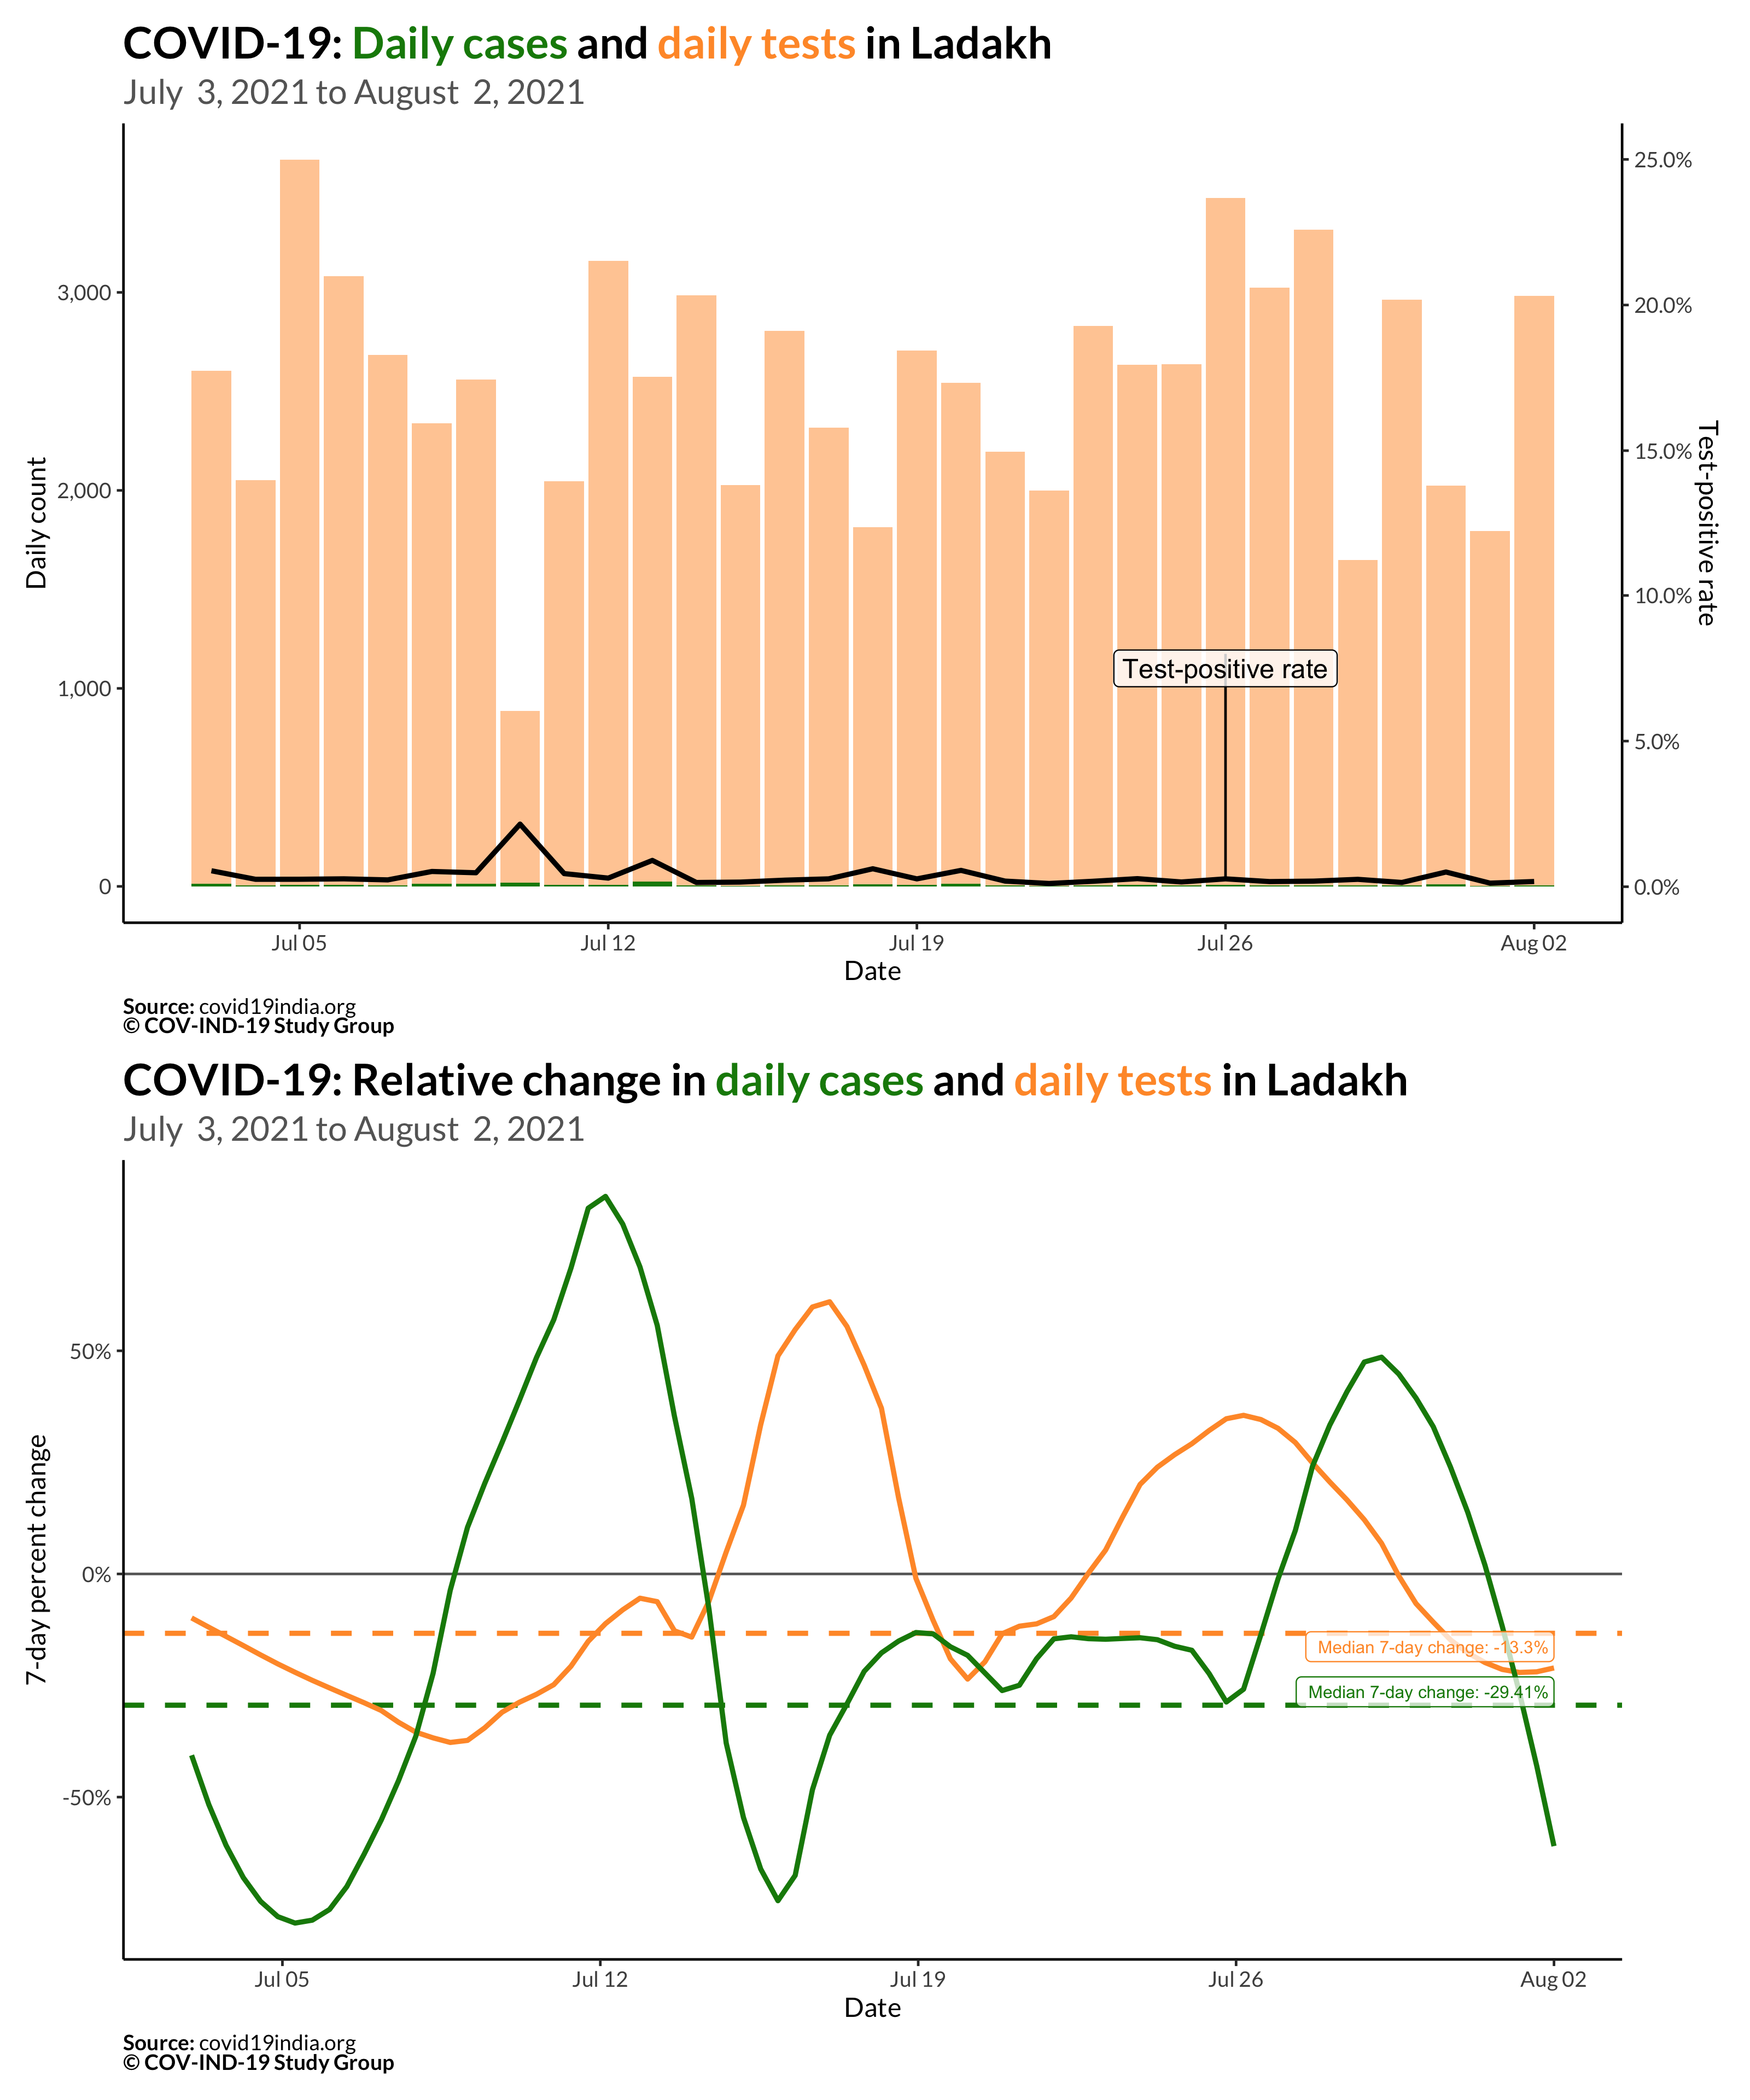 COVID-19: Daily cases and daily tests in Ladakh
July 3, 2021 to August 2, 2021
Daily count
3,000
2,000
1,000
0
25.0%
20.0%
15.0%
10.0%
5.0%
0.0%
Test-positive rate
Test-positive rate
Jul 05
Jul 12
Jul 19
Jul 26
Aug 02
Date
Source: covid19india.org
© COV-IND-19 Study Group
COVID-19: Relative change in daily cases and daily tests in Ladakh
July 3, 2021 to August 2, 2021
7-day percent change
50%
0%
-50%
Median 7-day change: -13.3%
Median 7-day change: -29.41%
Jul 05
Jul 12
Jul 19
Jul 26
Aug 02
Date
Source: covid19india.org
© COV-IND-19 Study Group